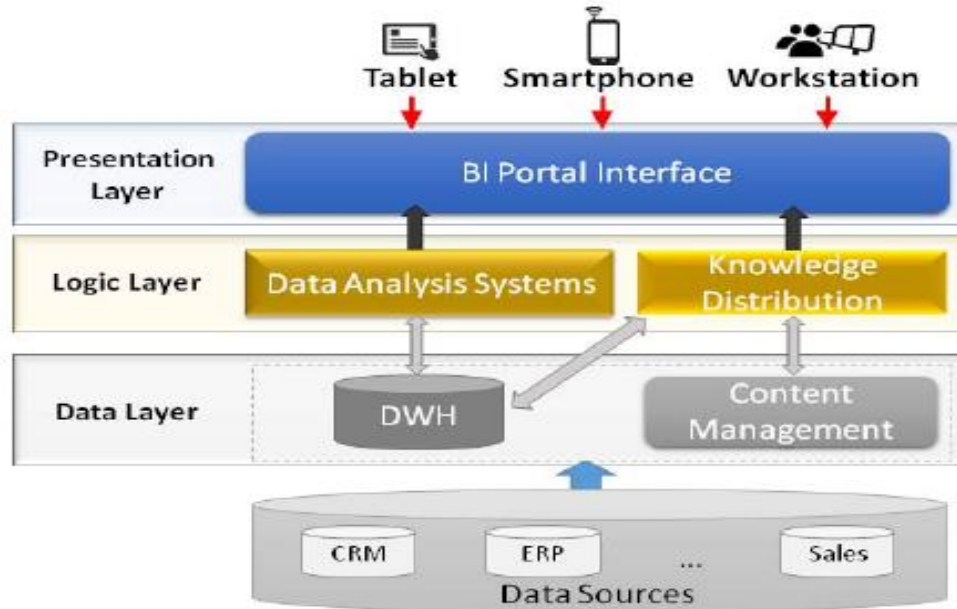 Tablet
Smartphone
Workstation
Presentation
Layer
BI Portal Interface
Logic Layer
Data Analysis Systems
Knowledge
Distribution
Data Layer
DWH
Content
Management
CRM
ERP
...
Sales
Data Sources